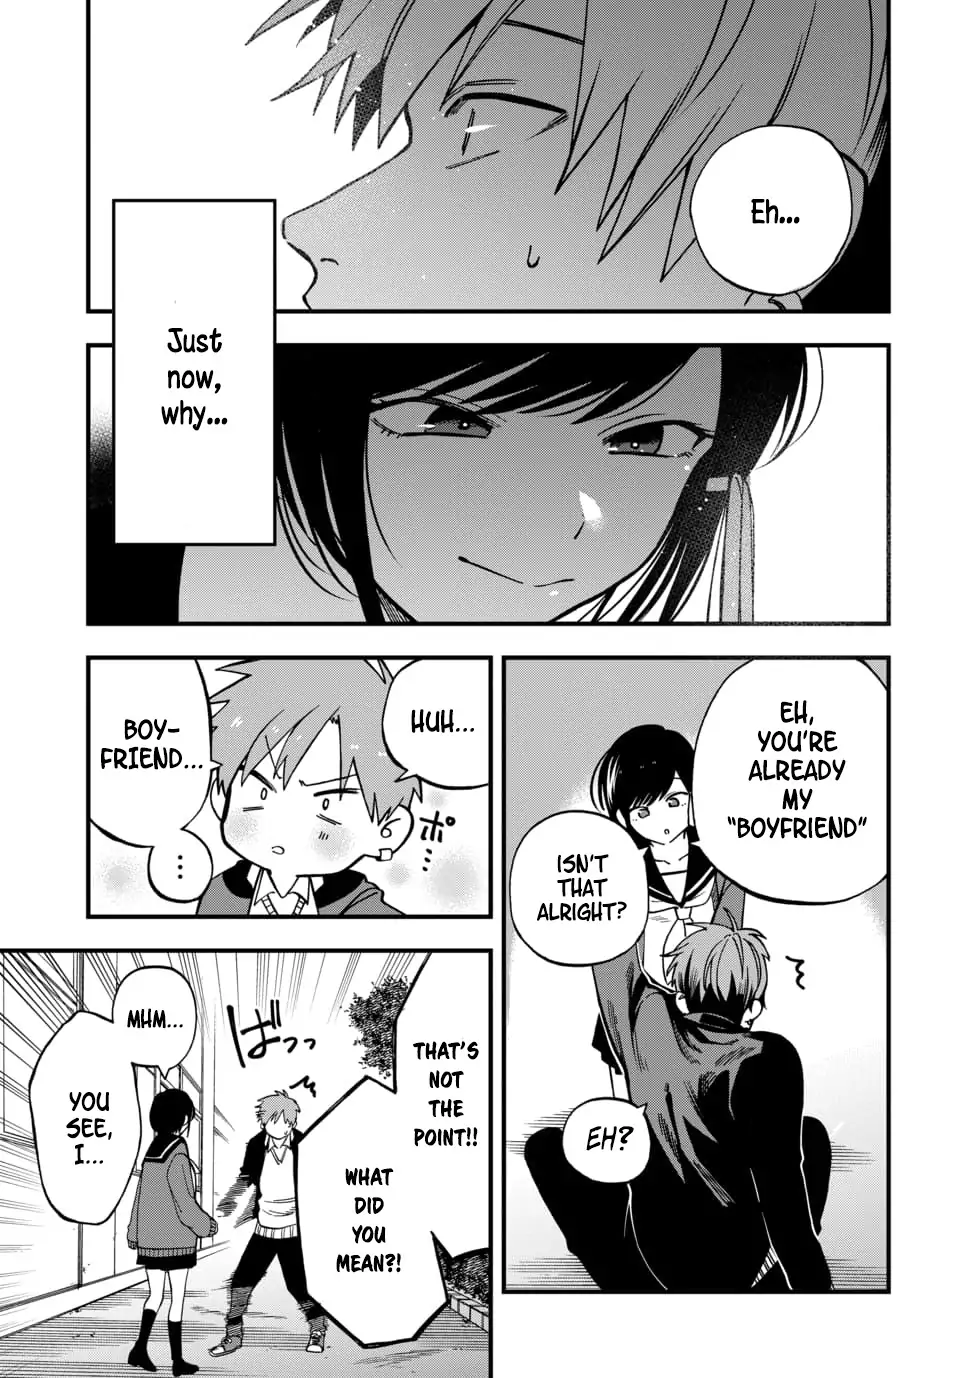 Eh...
Just
now,
why...
EH,
YOU'RE
ALREADY
MY
"BOYFRIEND"
ISN'T
THAT
ALRIGHT?
EH?
HUH...
BOY-
FRIEND...
...
ポ...
THAT'S
NOT
THE
POINT!!
WHAT
DID
YOU
MEAN?!
ばっっ
MHM...
YOU
SEE,
I...